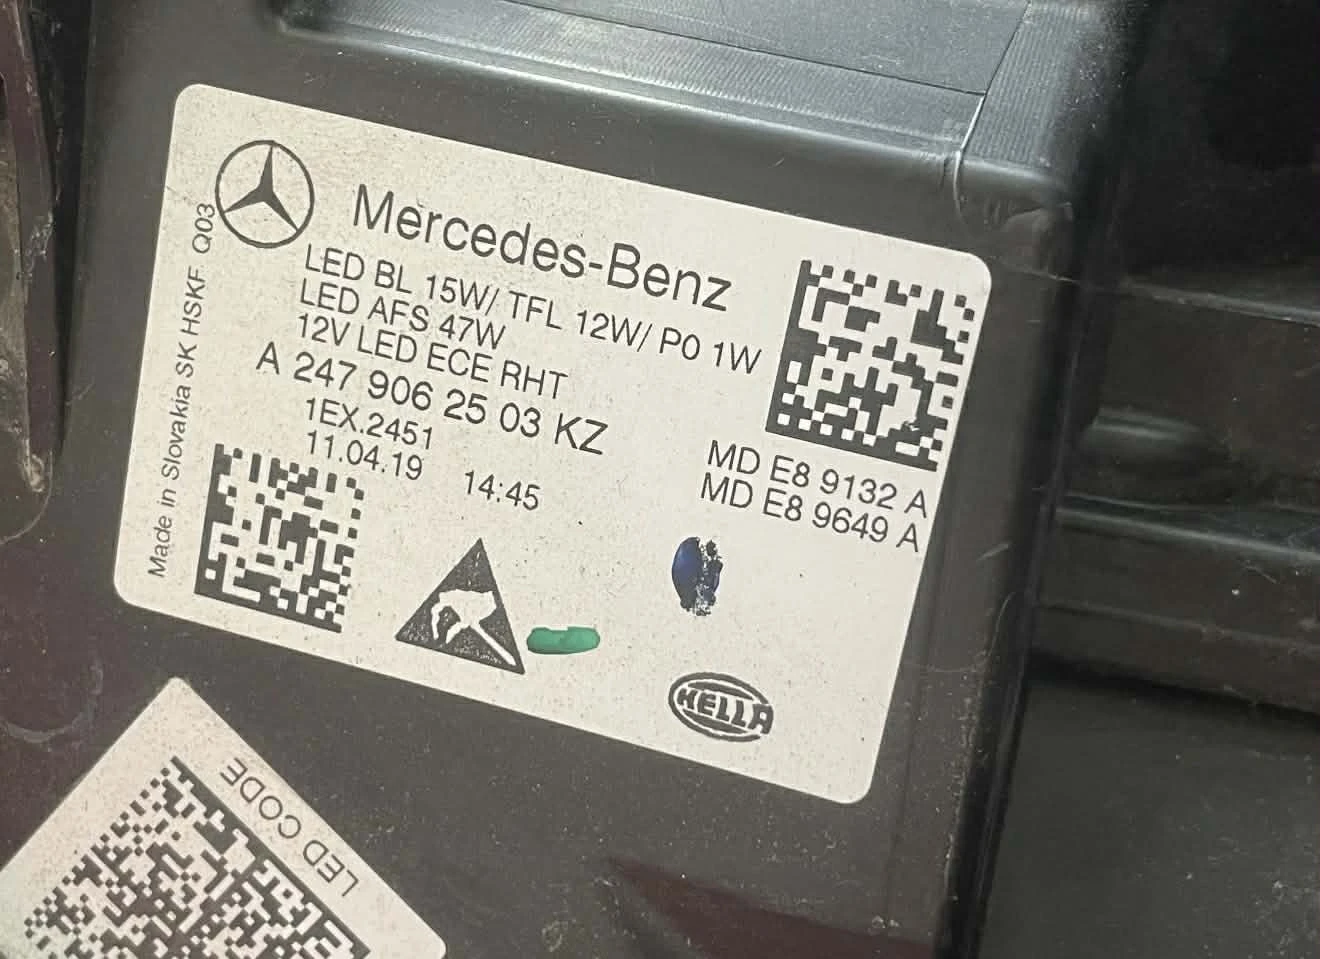 Mercedes-Benz
LED BL 15W/ TFL 12W/ P0 1W
LED AFS 47W
12V LED ECE RHT
A 247 906 25 03 KZ
1EX.2451
11.04.19 14:45
MD E8 9132 A
MD E8 9649 A
Made in Slovakia SK HSKF Q03
HELLA
LED CODE